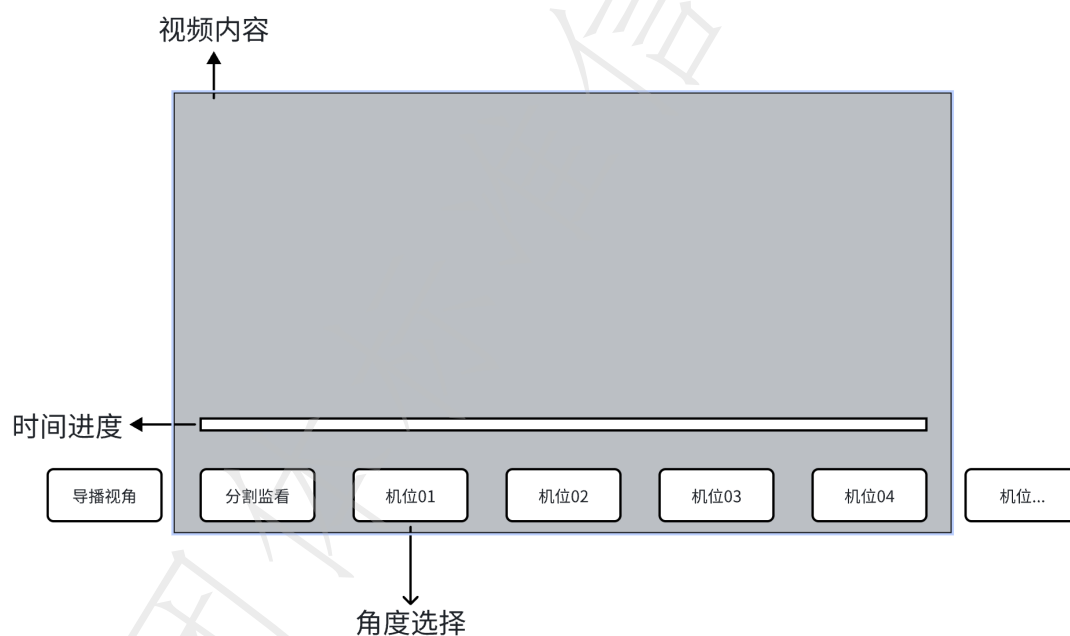 视频内容
时间进度
导播视角
分割监看
机位01
机位02
机位03
机位04
机位...
角度选择
信